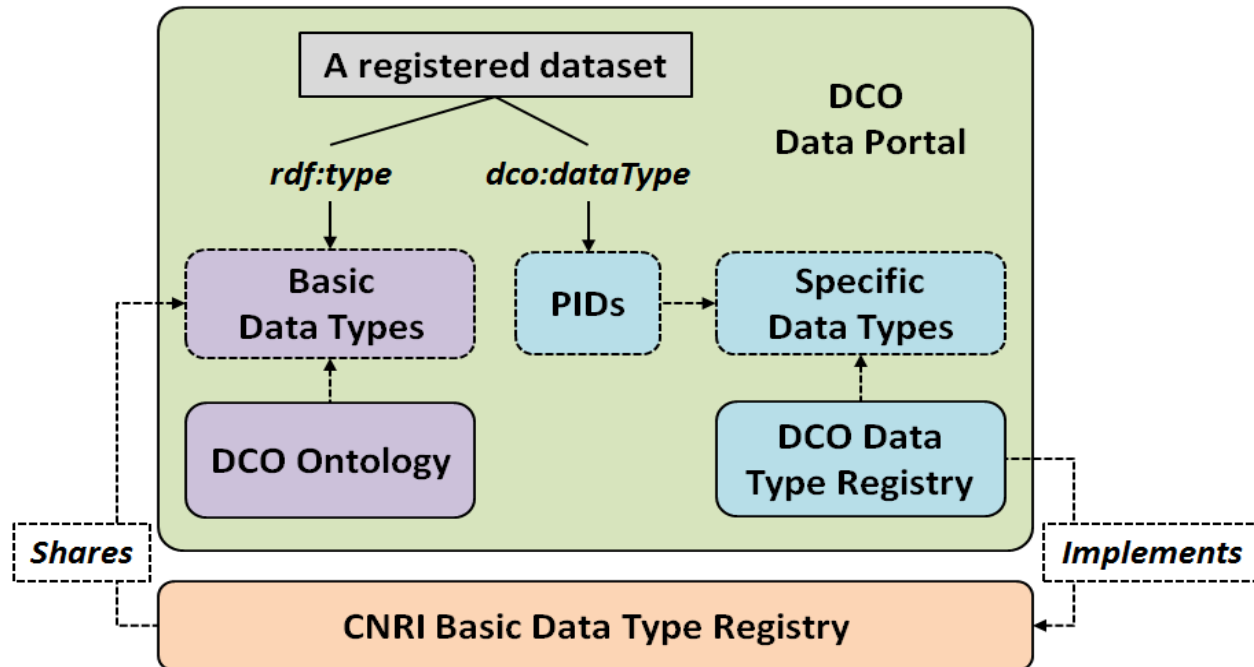 A registered dataset
DCO
Data Portal
rdf:type
dco:dataType
Basic
Data Types
PIDs
Specific
Data Types
DCO Ontology
DCO Data
Type Registry
Shares
Implements
CNRI Basic Data Type Registry